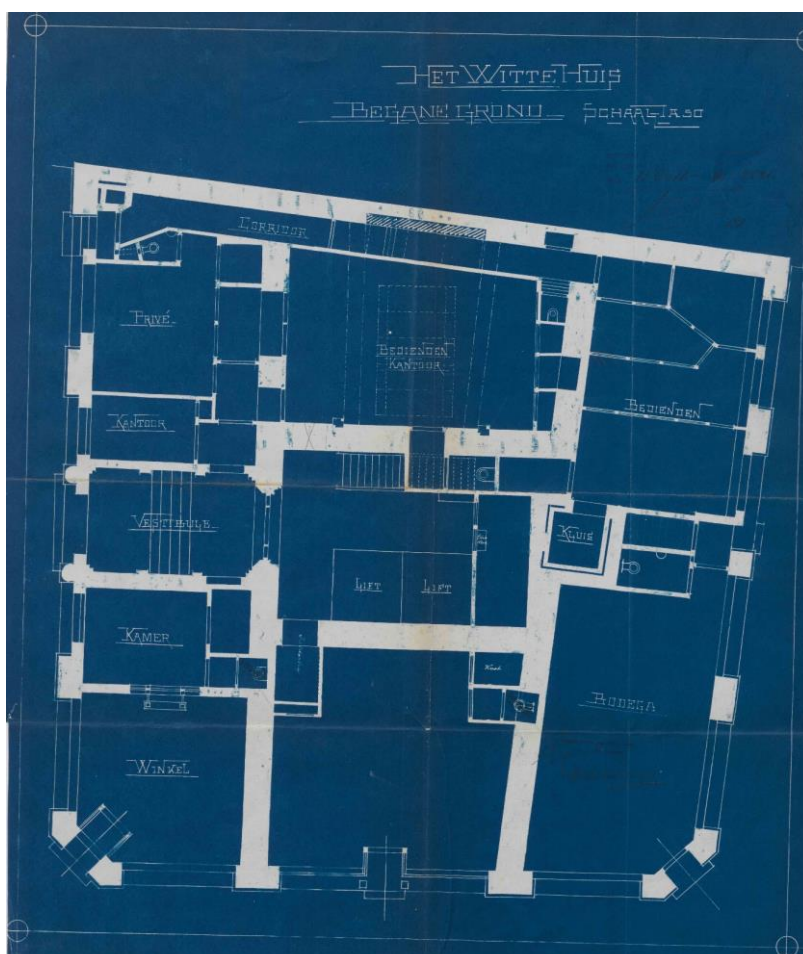 HET WITTE HUIS
BEGANE GROND SCHAAL 1 A 50
CORRIDOR
PRIVÉ
BEDIENDEN
KANTOOR
BEDIENDEN
KANTOOR
VESTIBULE
KLUIS
LIFT LIFT
KAMER
BODEGA
WINKEL